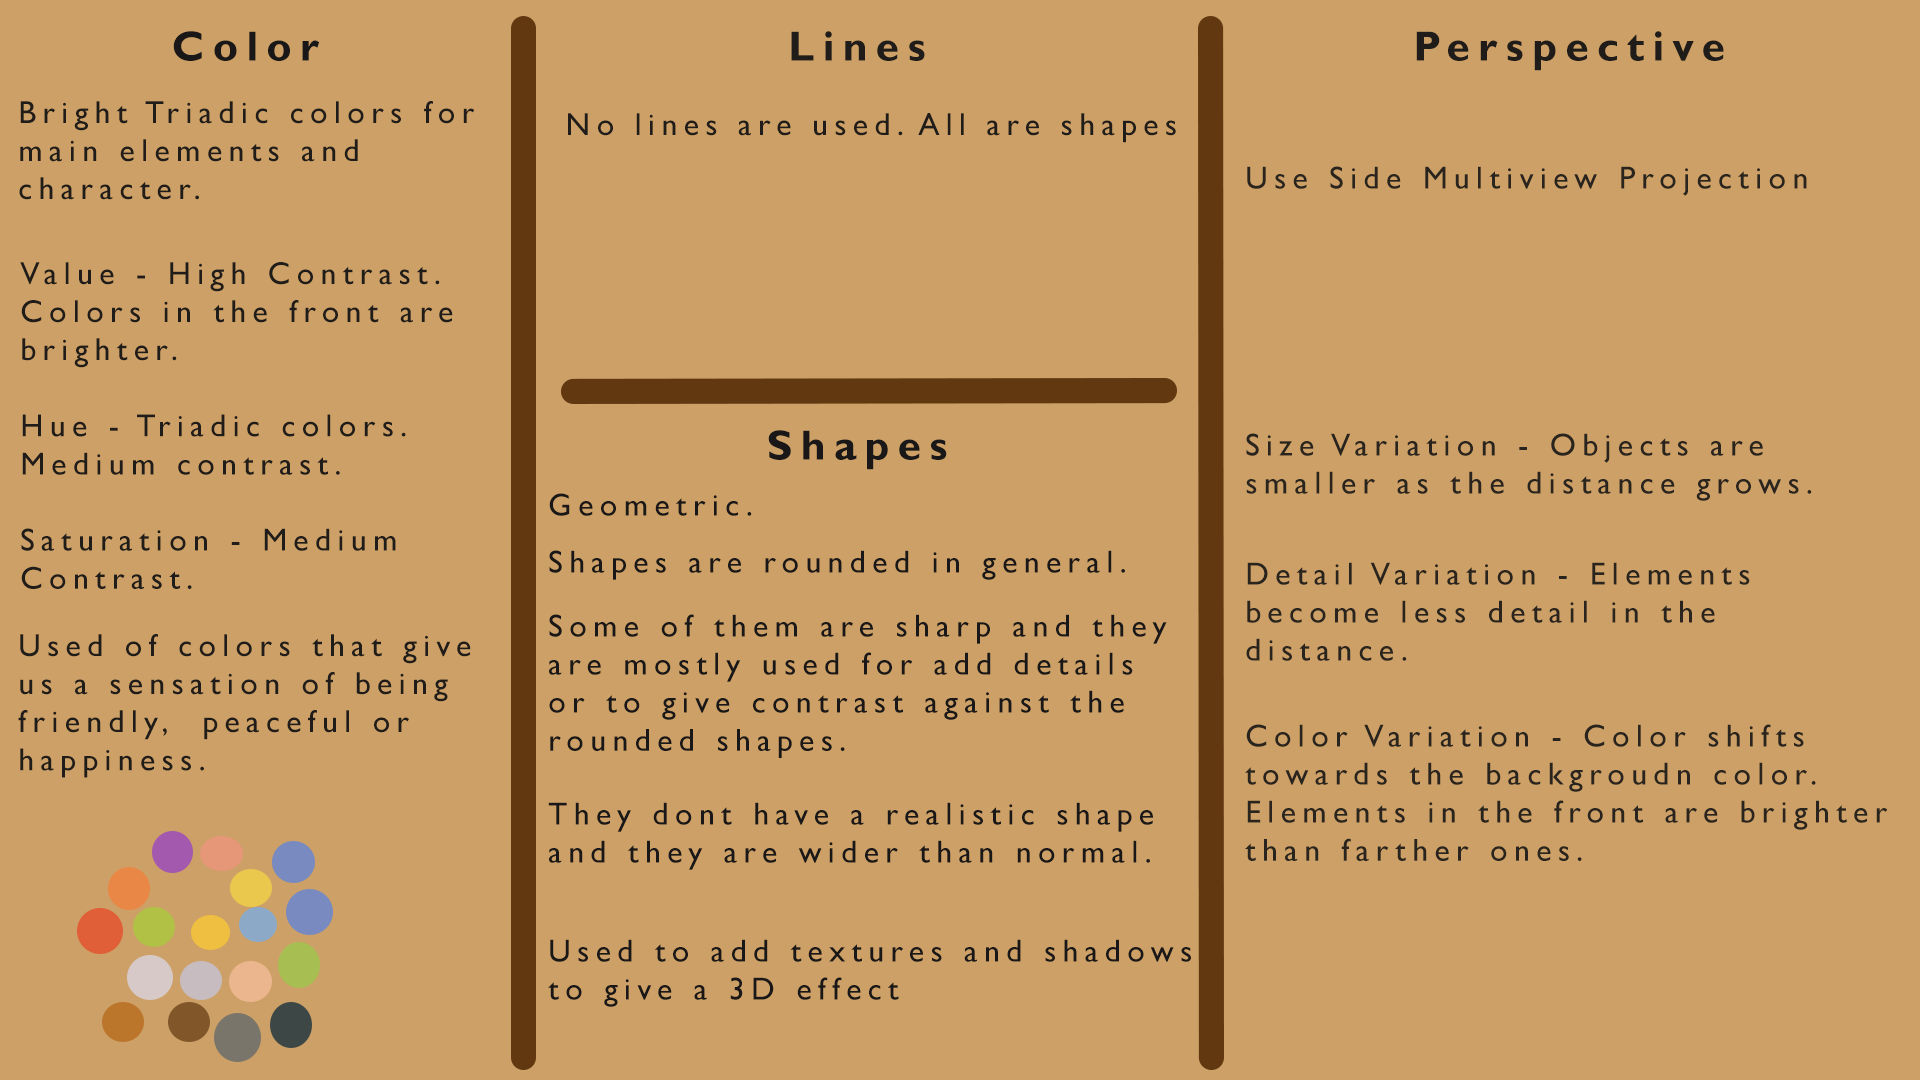 Color
Bright Triadic colors for
main elements and
character.
Value - High Contrast.
Colors in the front are
brighter.
Hue - Triadic colors.
Medium contrast.
Saturation - Medium
Contrast.
Used of colors that give
us a sensation of being
friendly,  peaceful or
happiness.
Lines
No lines are used. All are shapes
Shapes
Geometric.
Shapes are rounded in general.
Some of them are sharp and they
are mostly used for add details
or to give contrast against the
rounded shapes.
They dont have a realistic shape
and they are wider than normal.
Used to add textures and shadows
to give a 3D effect
Perspective
Use Side Multiview Projection
Size Variation - Objects are
smaller as the distance grows.
Detail Variation - Elements
become less detail in the
distance.
Color Variation - Color shifts
towards the backgroudn color.
Elements in the front are brighter
than farther ones.